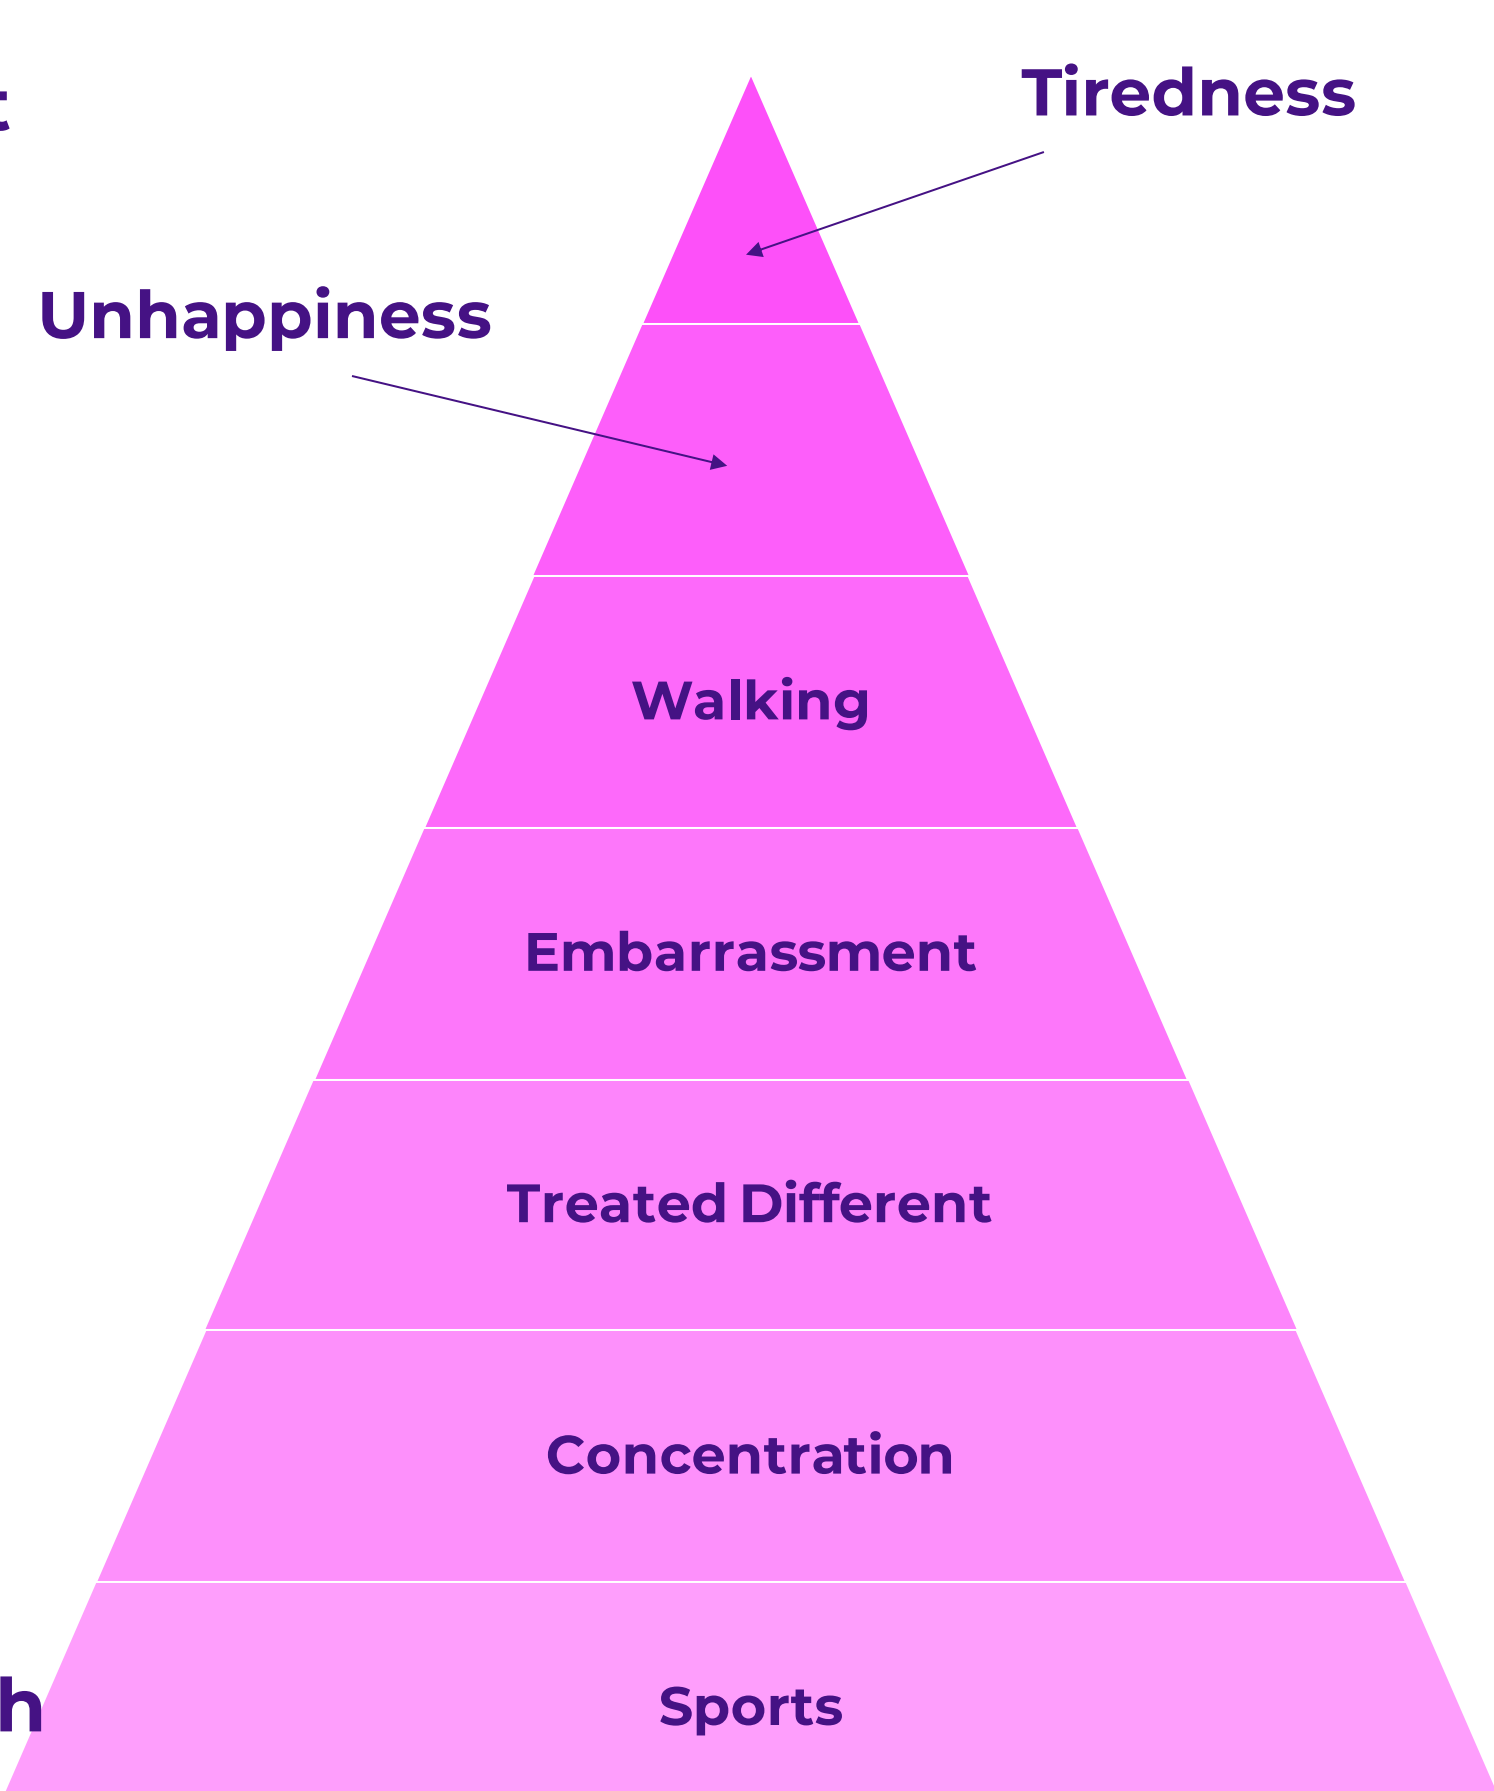 Tiredness
Unhappiness
Walking
Embarrassment
Treated Different
Concentration
Sports